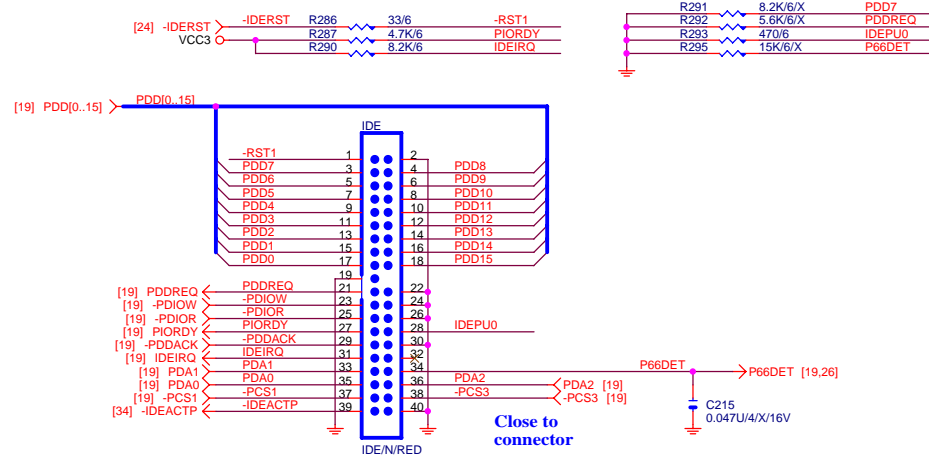 [24] -IDERST -IDERST R286 33/6 -RST1
VCC3 R287 4.7K/6 PIORDY
R290 8.2K/6 IDEIRQ
R291 8.2K/6/X PDD7
R292 5.6K/6/X PDDREQ
R293 470/6 IDEPU0
R295 15K/6/X P66DET
[19] PDD[0..15] PDD[0..15]
IDE
-RST1 1 2
PDD7 3 4 PDD8
PDD6 5 6 PDD9
PDD5 7 8 PDD10
PDD4 9 10 PDD11
PDD3 11 12 PDD12
PDD2 13 14 PDD13
PDD1 15 16 PDD14
PDD0 17 18 PDD15
19
[19] PDDREQ PDDREQ 21 22
[19] -PDIOW -PDIOW 23 24
[19] -PDIOR -PDIOR 25 26
[19] PIORDY PIORDY 27 28 IDEPU0
[19] -PDDACK -PDDACK 29 30
[19] IDEIRQ IDEIRQ 31 32
[19] PDA1 PDA1 33 34 P66DET P66DET [19,26]
[19] PDA0 PDA0 35 36 PDA2 PDA2 [19]
[19] -PCS1 -PCS1 37 38 -PCS3 -PCS3 [19]
[34] -IDEACTP -IDEACTP 39 40
C215
0.047U/4/X/16V
Close to
connector
IDE/N/RED